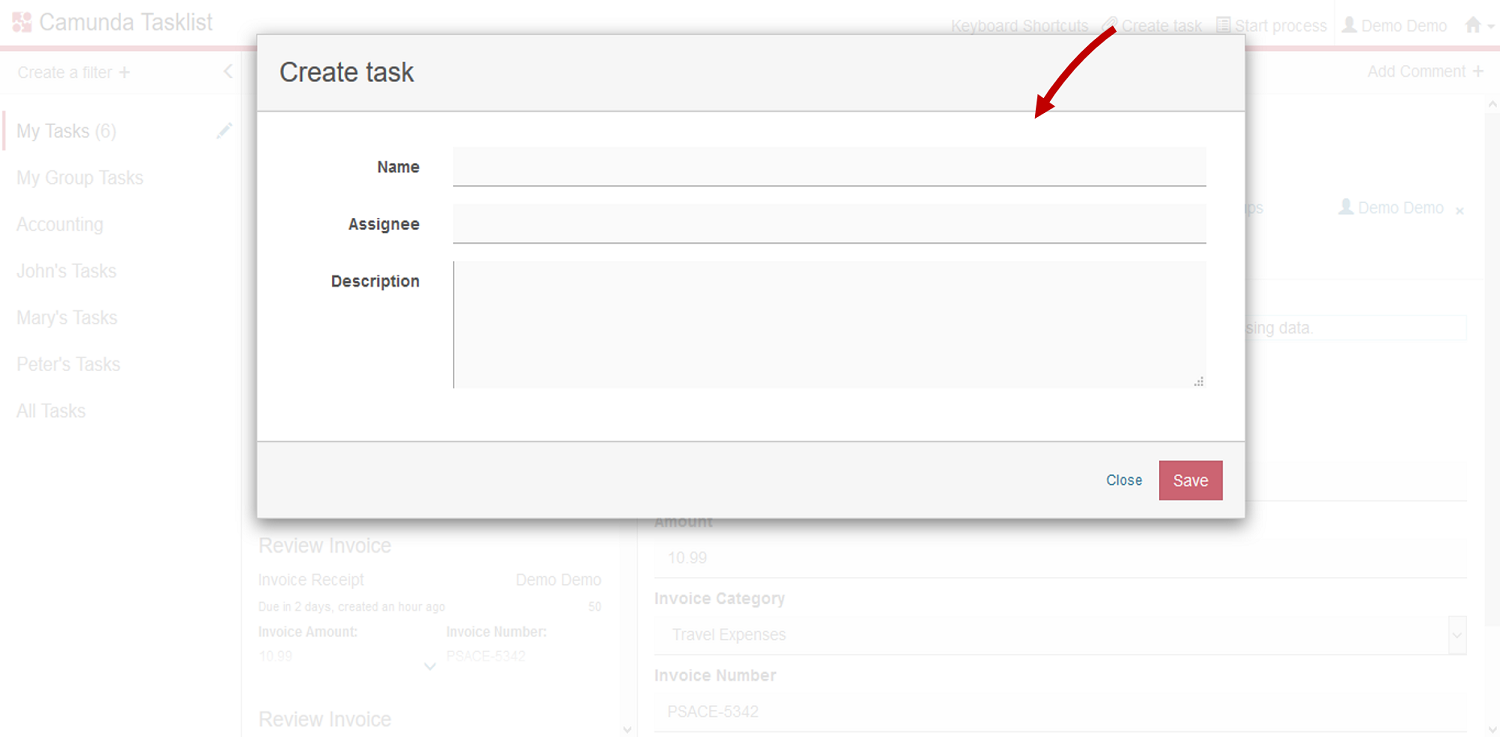 Camunda Tasklist
Keyboard Shortcuts Create task Start process Demo Demo
Create a filter +
Add Comment +
My Tasks (6)
My Group Tasks
Accounting
John's Tasks
Mary's Tasks
Peter's Tasks
All Tasks
Create task
Name
Assignee
Description
Close Save
Demo Demo ×
sing data.
Review Invoice
Invoice Receipt Demo Demo
Due in 2 days, created an hour ago 50
Invoice Amount: Invoice Number:
10.99 PSACE-5342
Review Invoice
Amount
10.99
Invoice Category
Travel Expenses
Invoice Number
PSACE-5342